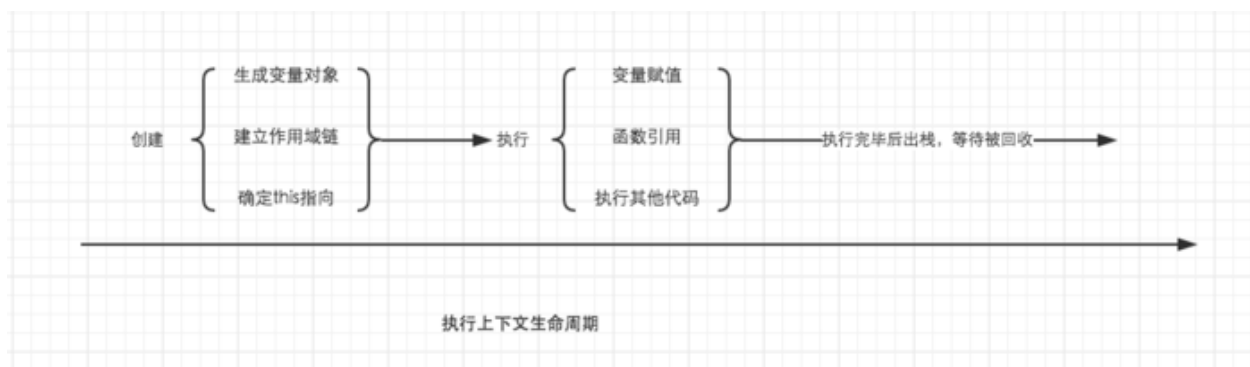 创建
生成变量对象
建立作用域链
确定this指向
执行
变量赋值
函数引用
执行其他代码
执行完毕后出栈，等待被回收
执行上下文生命周期